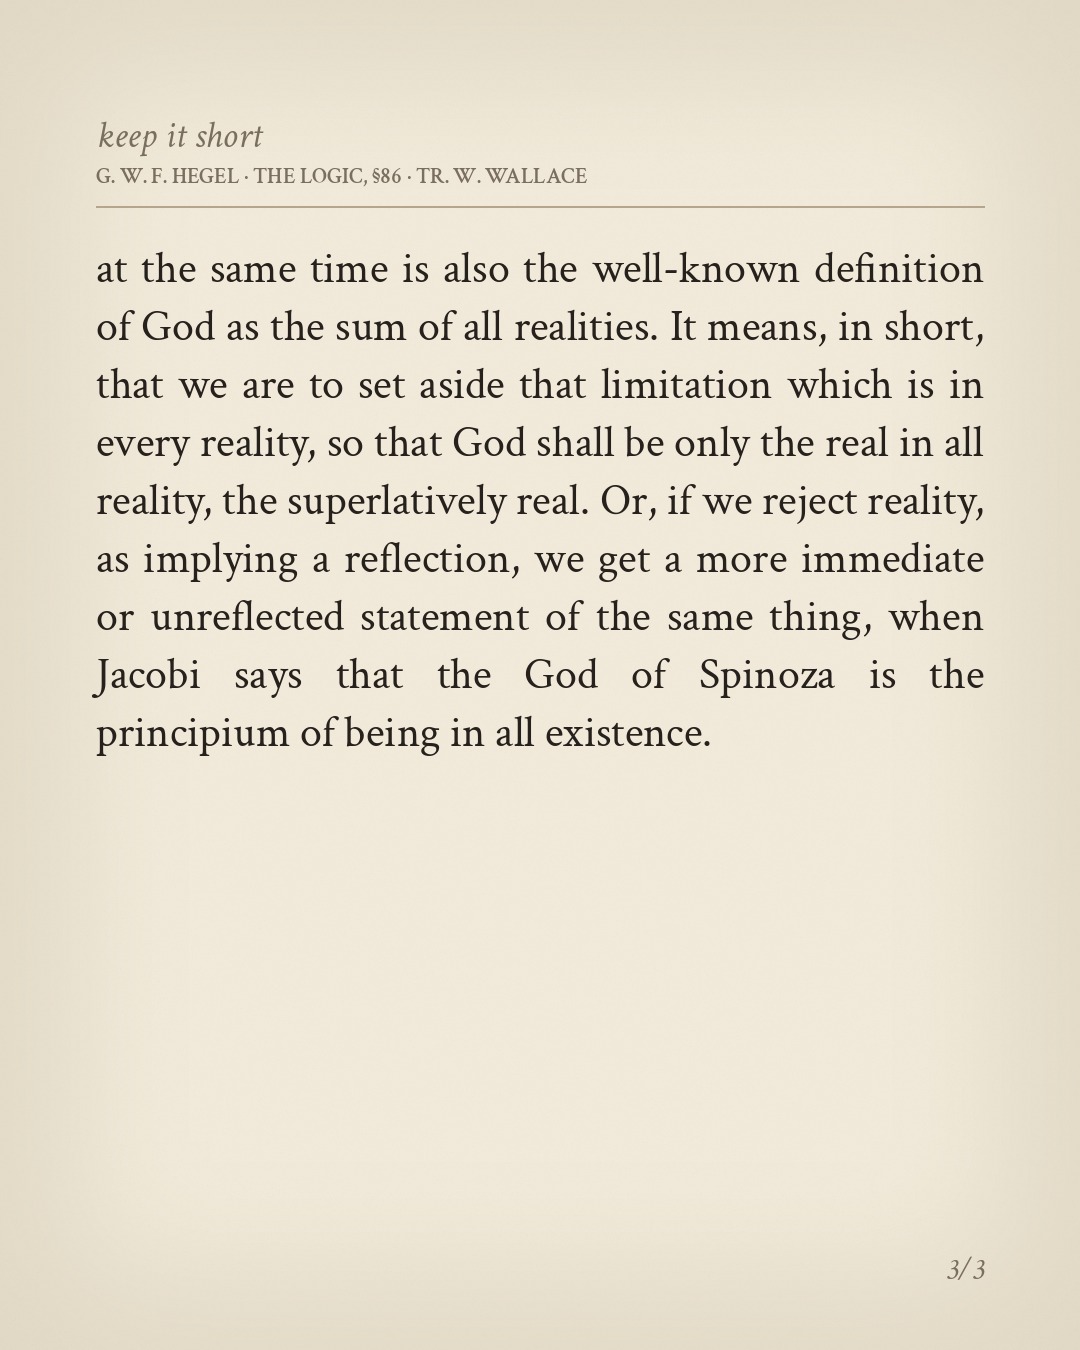 keep it short
G. W. F. HEGEL · THE LOGIC, §86 · TR. W. WALLACE
at the same time is also the well-known definition
of God as the sum of all realities. It means, in short,
that we are to set aside that limitation which is in
every reality, so that God shall be only the real in all
reality, the superlatively real. Or, if we reject reality,
as implying a reflection, we get a more immediate
or unreflected statement of the same thing, when
Jacobi says that the God of Spinoza is the
principium of being in all existence.
3/3